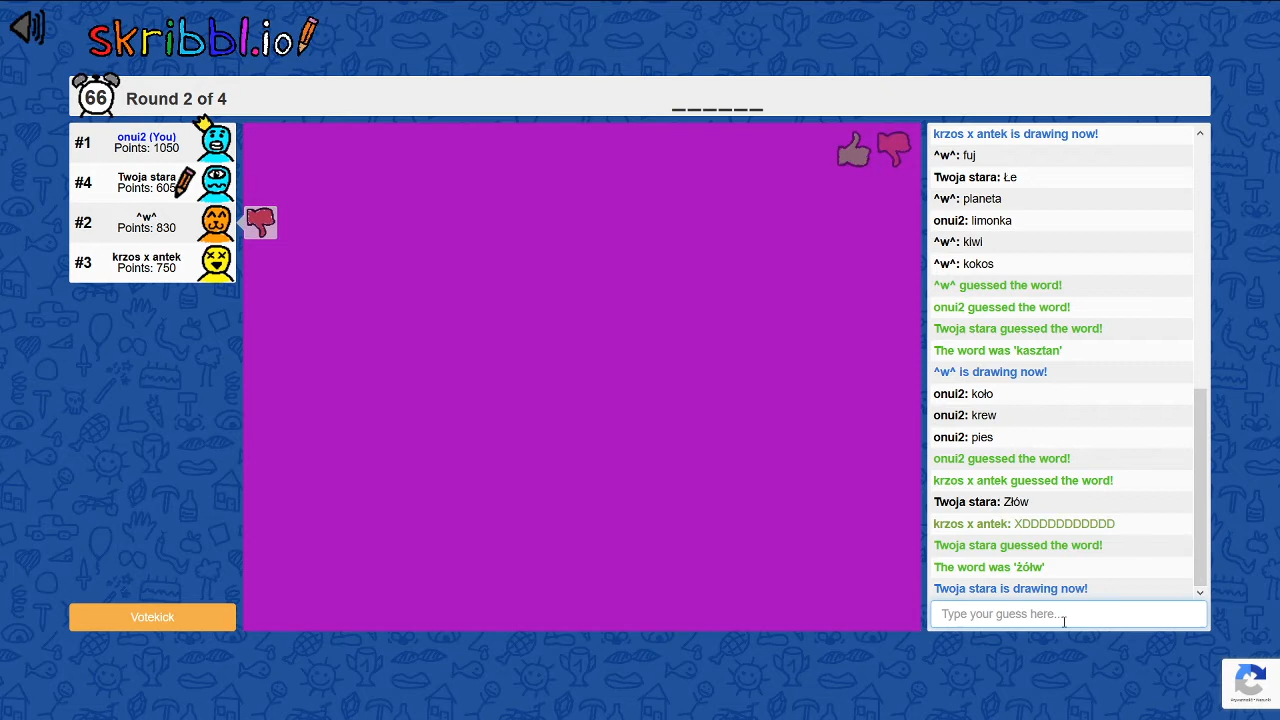 skribbl.io
66 Round 2 of 4 ______
#1 onui2 (You)
Points: 1050
#4 Twoja stara
Points: 605
#2 ^w^
Points: 830
#3 krzos x antek
Points: 750
Votekick
krzos x antek is drawing now!
^w^: fuj
Twoja stara: Łe
^w^: planeta
onui2: limonka
^w^: kiwi
^w^: kokos
^w^ guessed the word!
onui2 guessed the word!
Twoja stara guessed the word!
The word was 'kasztan'
^w^ is drawing now!
onui2: koło
onui2: krew
onui2: pies
onui2 guessed the word!
krzos x antek guessed the word!
Twoja stara: Złów
krzos x antek: XDDDDDDDDDDD
Twoja stara guessed the word!
The word was 'żółw'
Twoja stara is drawing now!
Type your guess here...